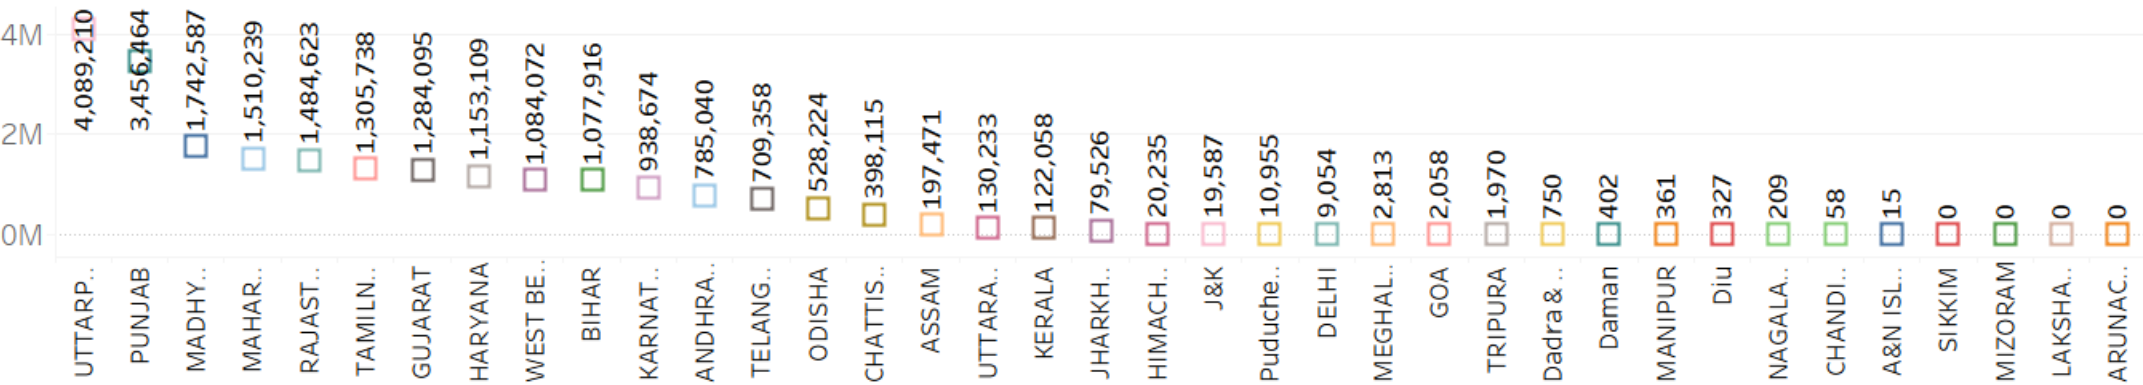 4M
2M
0M
4,089,210
3,456,464
1,742,587
1,510,239
1,484,623
1,305,738
1,284,095
1,153,109
1,084,072
1,077,916
938,674
785,040
709,358
528,224
398,115
197,471
130,233
122,058
79,526
20,235
19,587
10,955
9,054
2,813
2,058
1,970
750
402
361
327
209
58
15
0
0
0
0
UTTARP..
PUNJAB
MADHY..
MAHAR..
RAJAST..
TAMILN..
GUJARAT
HARYANA
WEST BE..
BIHAR
KARNAT..
ANDHRA..
TELANG..
ODISHA
CHATTIS..
ASSAM
UTTARA..
KERALA
JHARKH..
HIMACH..
J&K
Puduche..
DELHI
MEGHAL..
GOA
TRIPURA
Dadra & ..
Daman
MANIPUR
Diu
NAGALA..
CHANDI..
A&N ISL..
SIKKIM
MIZORAM
LAKSHA..
ARUNAC..